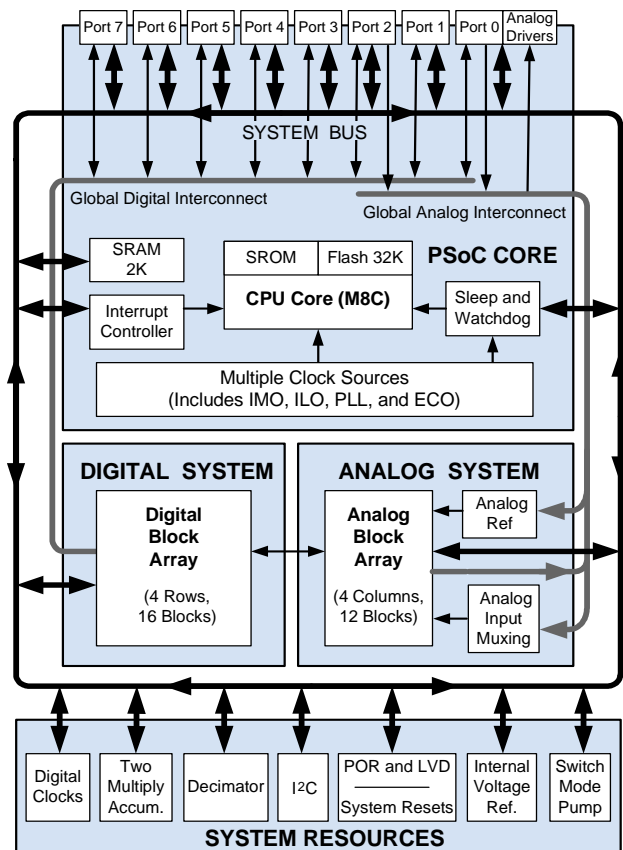 Port 7 Port 6 Port 5 Port 4 Port 3 Port 2 Port 1 Port 0 Analog
Drivers
SYSTEM BUS
Global Digital Interconnect
Global Analog Interconnect
PSoC CORE
SRAM
2K
SROM Flash 32K
CPU Core (M8C)
Interrupt
Controller
Sleep and
Watchdog
Multiple Clock Sources
(Includes IMO, ILO, PLL, and ECO)
DIGITAL SYSTEM
Digital
Block
Array
(4 Rows,
16 Blocks)
ANALOG SYSTEM
Analog
Block
Array
(4 Columns,
12 Blocks)
Analog
Ref
Analog
Input
Muxing
Digital
Clocks
Two
Multiply
Accum.
Decimator
I²C
POR and LVD
System Resets
Internal
Voltage
Ref.
Switch
Mode
Pump
SYSTEM RESOURCES